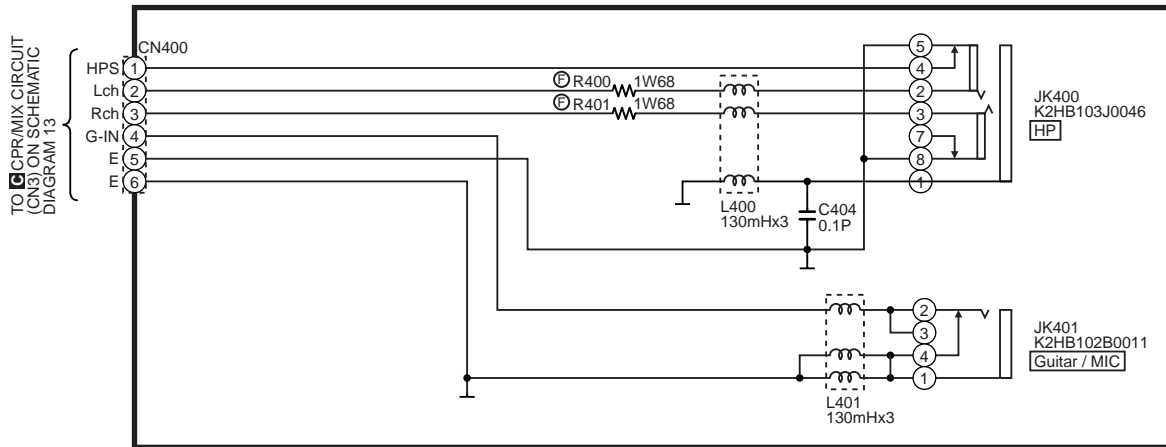 TO C CPR/MIX CIRCUIT
(CN3) ON SCHEMATIC
DIAGRAM 13
CN400
HPS 1
Lch 2
Rch 3
G-IN 4
E 5
E 6
F R400 1W68
F R401 1W68
L400
130mHx3
C404
0.1P
5
4
2
3
7
8
1
JK400
K2HB103J0046
HP
L401
130mHx3
2
3
4
1
JK401
K2HB102B0011
Guitar / MIC